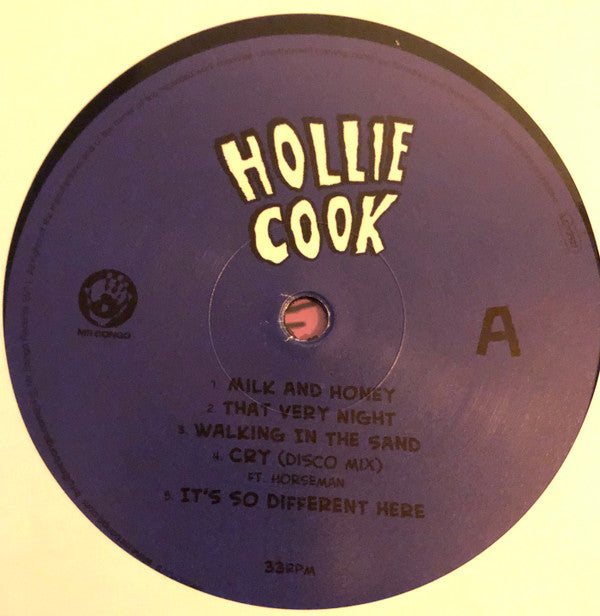 HOLLIE
COOK
MR BONGO
A
1. MILK AND HONEY
2. THAT VERY NIGHT
3. WALKING IN THE SAND
4. CRY (DISCO MIX)
FT. HORSEMAN
5. IT'S SO DIFFERENT HERE
33RPM